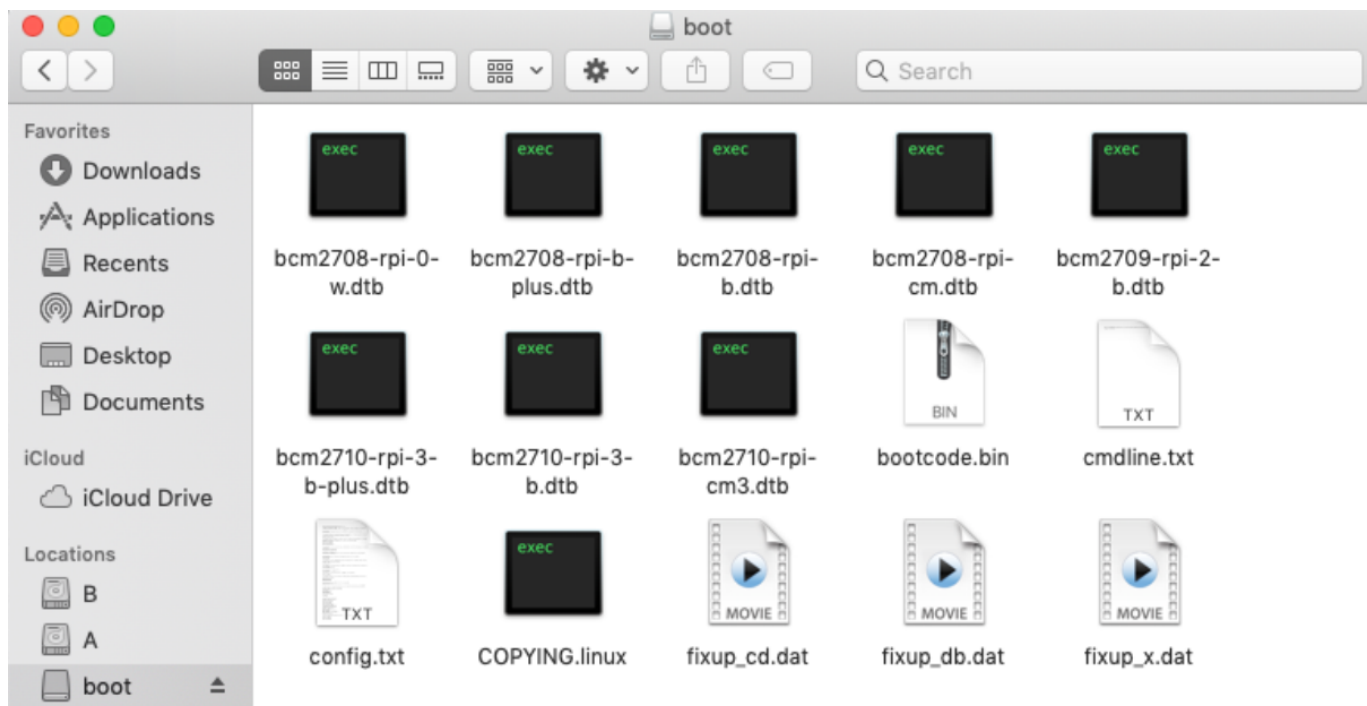 boot
Search
Favorites
Downloads
Applications
Recents
AirDrop
Desktop
Documents
iCloud
iCloud Drive
Locations
B
A
boot
exec exec exec exec exec
bcm2708-rpi-0- bcm2708-rpi-b- bcm2708-rpi- bcm2708-rpi- bcm2709-rpi-2-
w.dtb plus.dtb b.dtb cm.dtb b.dtb
exec exec exec
BIN TXT
bcm2710-rpi-3- bcm2710-rpi-3- bcm2710-rpi- bootcode.bin cmdline.txt
b-plus.dtb b.dtb cm3.dtb
exec
TXT MOVIE MOVIE MOVIE
config.txt COPYING.linux fixup_cd.dat fixup_db.dat fixup_x.dat